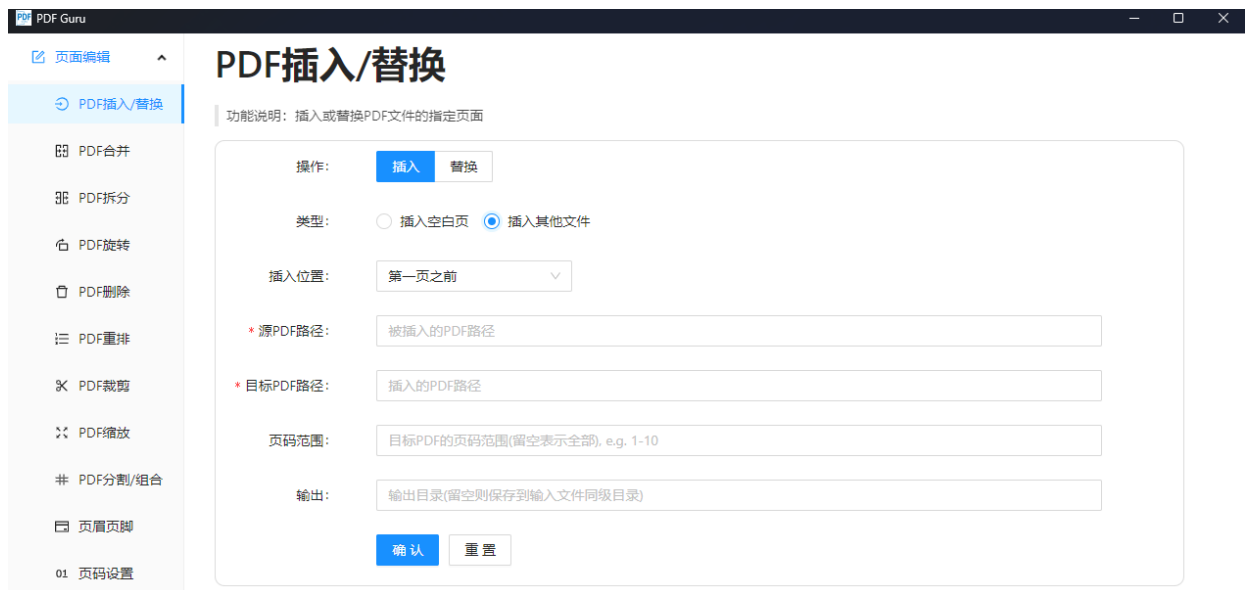 PDF Guru
页面编辑
PDF插入/替换
PDF合并
PDF拆分
PDF旋转
PDF删除
PDF重排
PDF裁剪
PDF缩放
PDF分割/组合
页眉页脚
01 页码设置
PDF插入/替换
功能说明：插入或替换PDF文件的指定页面
操作： 插入 替换
类型： 插入空白页 插入其他文件
插入位置： 第一页之前
* 源PDF路径： 被插入的PDF路径
* 目标PDF路径： 插入的PDF路径
页码范围： 目标PDF的页码范围(留空表示全部), e.g. 1-10
输出： 输出目录(留空则保存到输入文件同级目录)
确 认 重 置